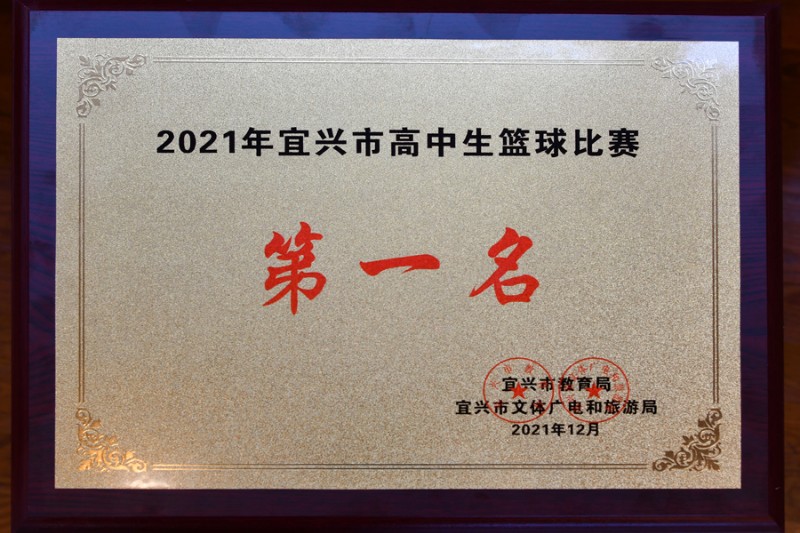 2021年宜兴市高中生篮球比赛
第一名
宜兴市教育局
宜兴市文体广电和旅游局
2021年12月